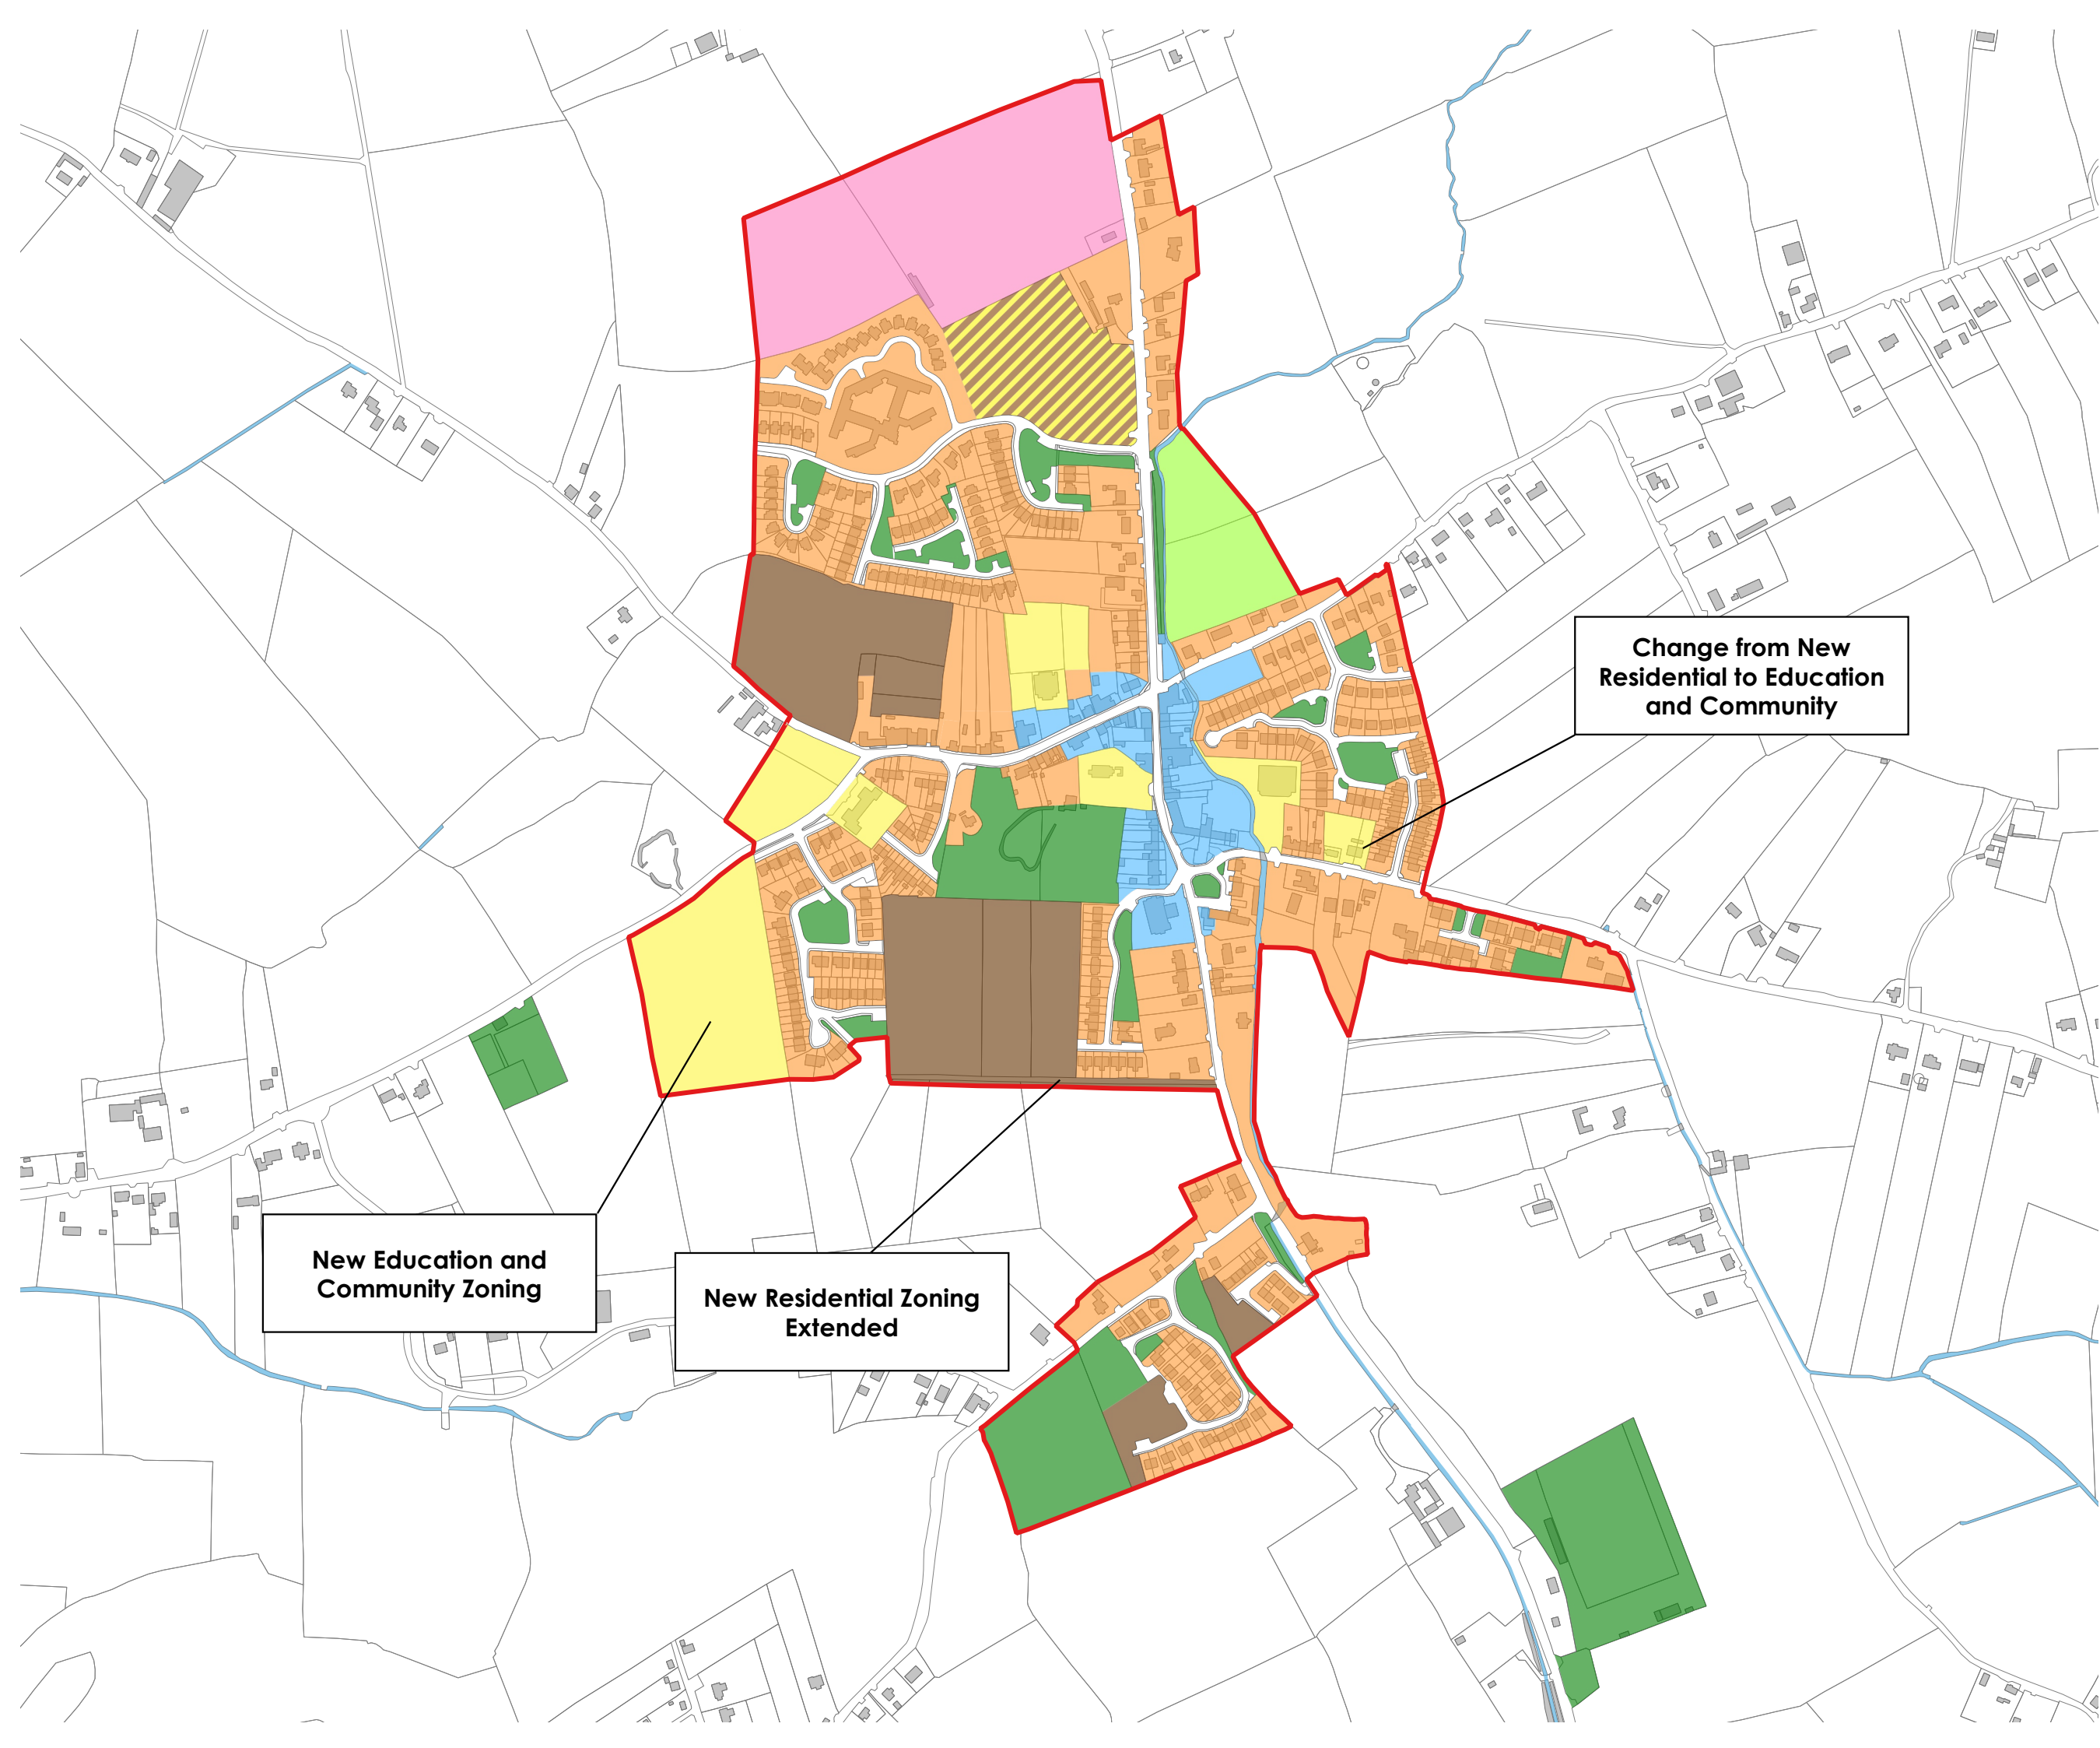 Change from New
Residential to Education
and Community
New Education and
Community Zoning
New Residential Zoning
Extended